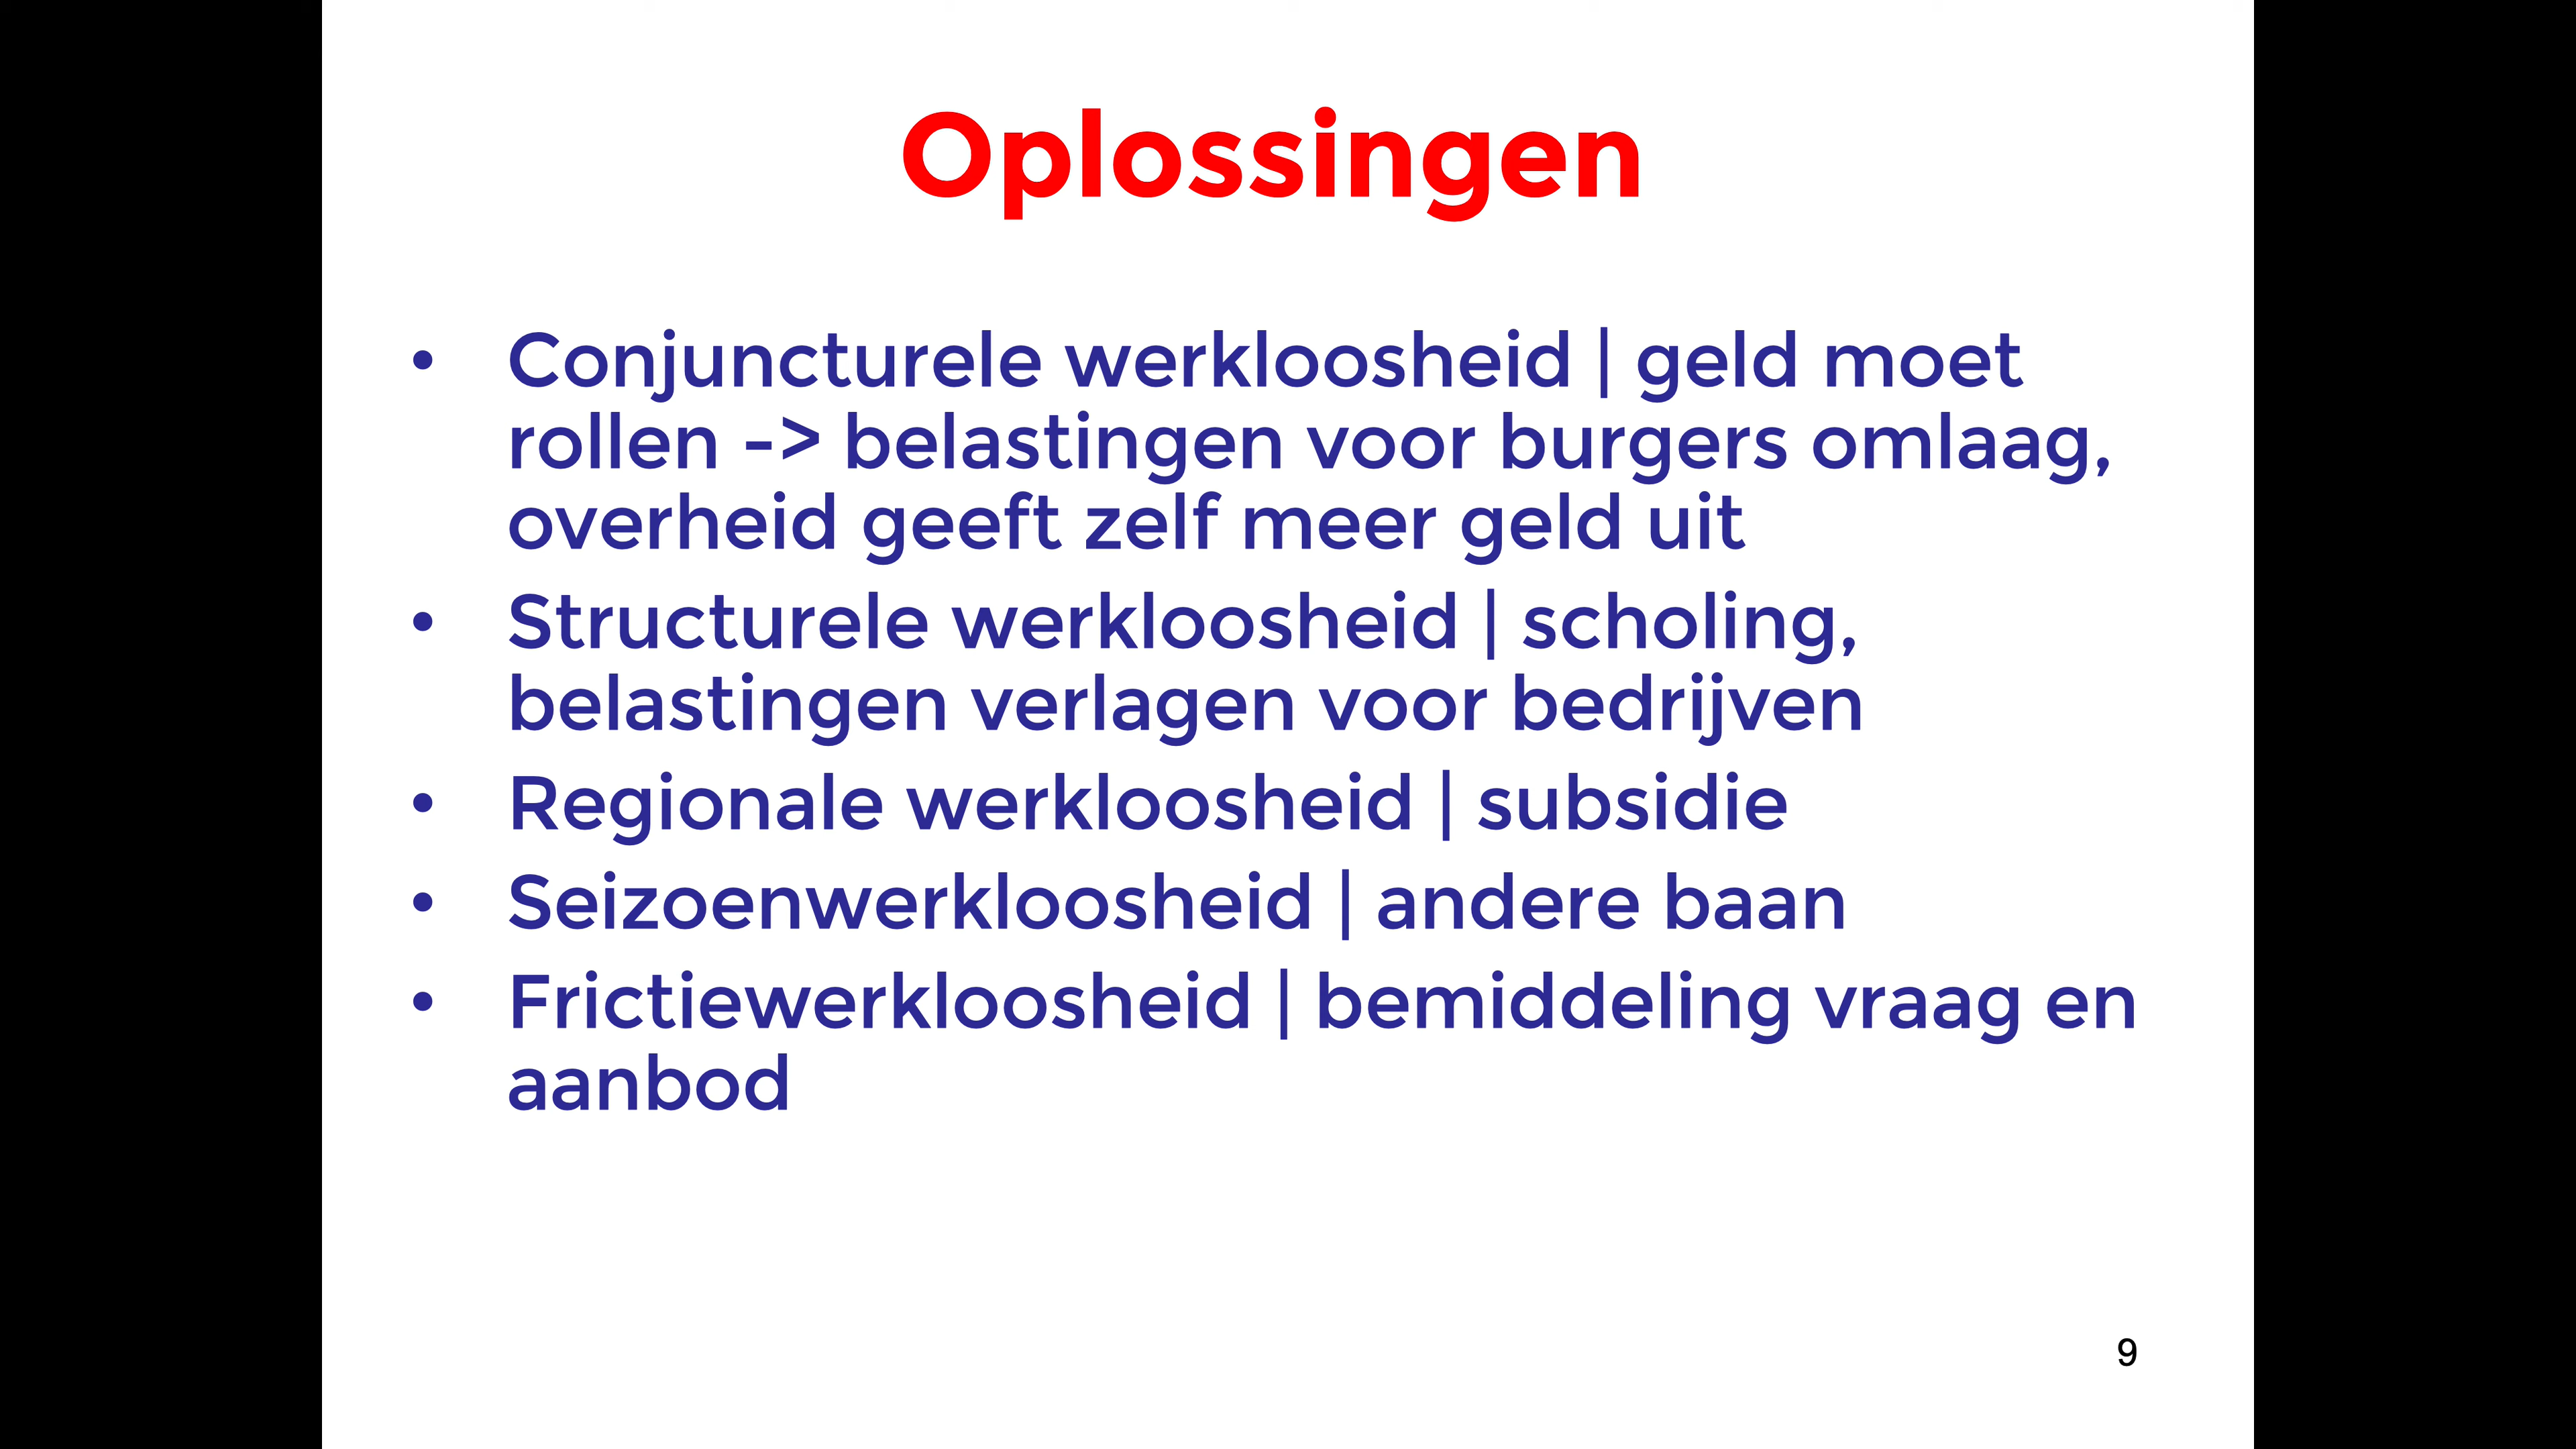 Oplossingen
• Conjuncturele werkloosheid | geld moet
rollen -> belastingen voor burgers omlaag,
overheid geeft zelf meer geld uit
• Structurele werkloosheid | scholing,
belastingen verlagen voor bedrijven
• Regionale werkloosheid | subsidie
• Seizoenwerkloosheid | andere baan
• Frictiewerkloosheid | bemiddeling vraag en
aanbod
9